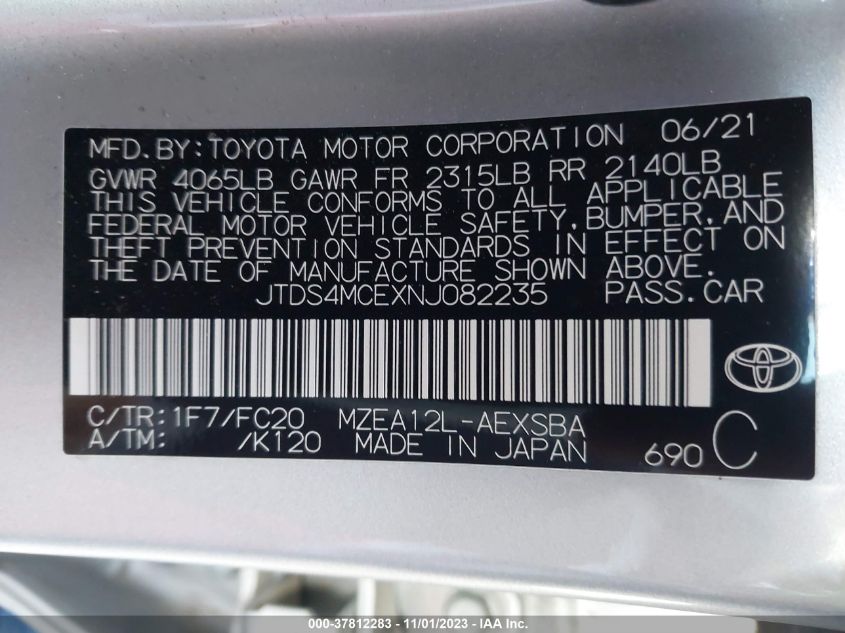 MFD.BY:TOYOTA MOTOR CORPORATION 06/21
GVWR 4065LB GAWR FR 2315LB RR 2140LB
THIS VEHICLE CONFORMS TO ALL APPLICABLE
FEDERAL MOTOR VEHICLE SAFETY,BUMPER,AND
THEFT PREVENTION STANDARDS IN EFFECT ON
THE DATE OF MANUFACTURE SHOWN ABOVE.
JTDS4MCEXNJ082235 PASS.CAR
C/TR:1F7/FC20 MZEA12L-AEXSBA
A/TM: /K120 MADE IN JAPAN 690 C
000-37812283 - 11/01/2023 - IAA Inc.